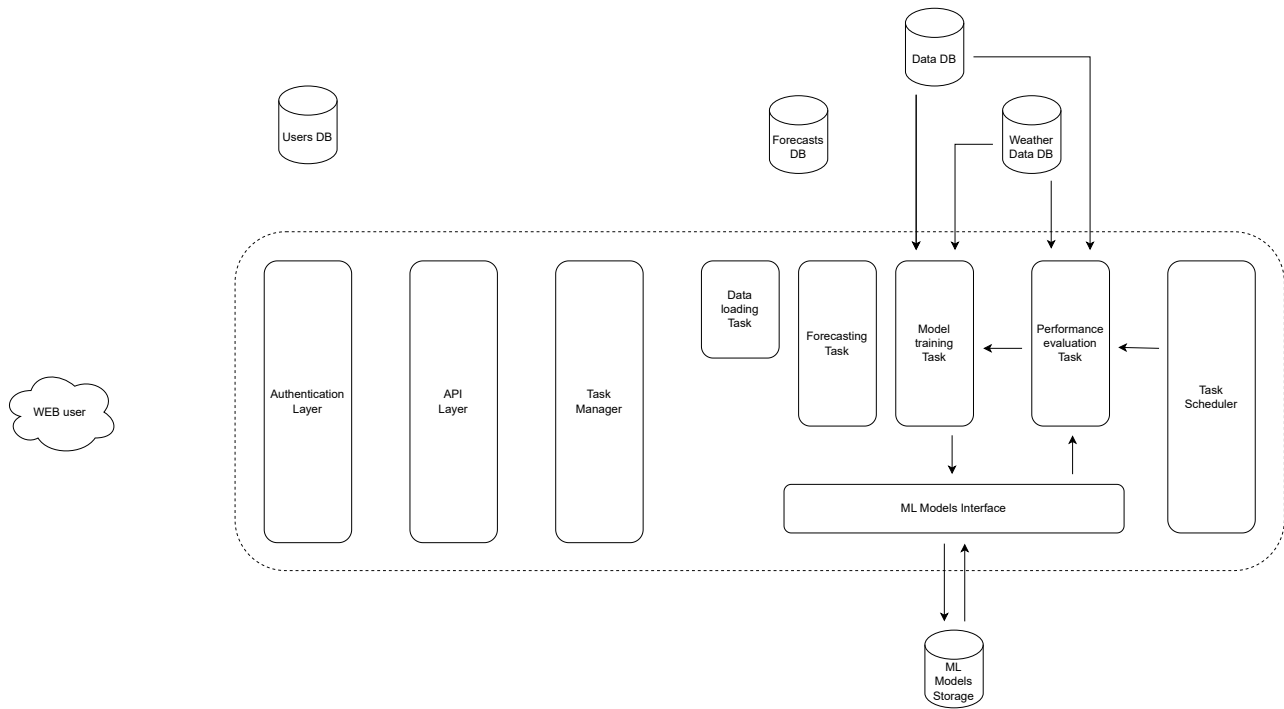 Data DB
Users DB
Forecasts
DB
Weather
Data DB
Data
loading
Task
Forecasting
Task
Model
training
Task
Performance
evaluation
Task
Task
Scheduler
WEB user
Authentication
Layer
API
Layer
Task
Manager
ML Models Interface
ML
Models
Storage